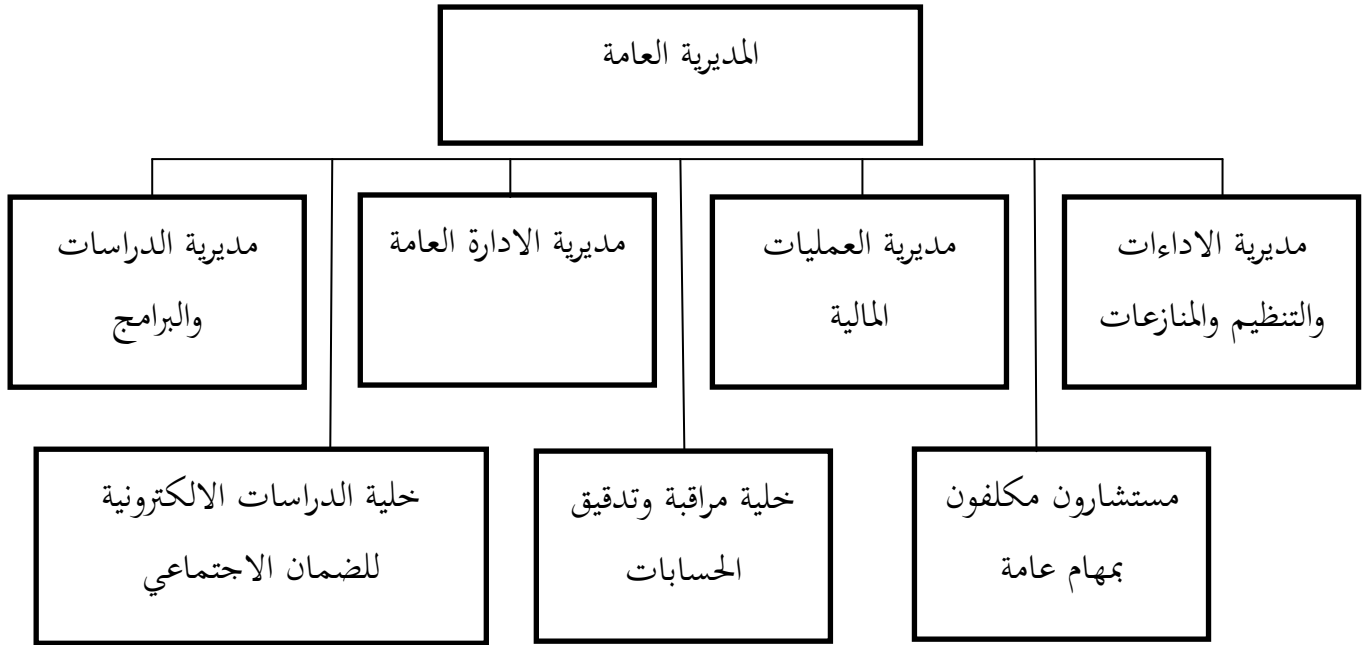 المديرية العامة
مديرية الاداءات
والتنظيم والمنازعات
مديرية العمليات
المالية
مديرية الادارة العامة
مديرية الدراسات
والبرامج
مستشارون مكلفون
بمهام عامة
خلية مراقبة وتدقيق
الحسابات
خلية الدراسات الالكترونية
للضمان الاجتماعي